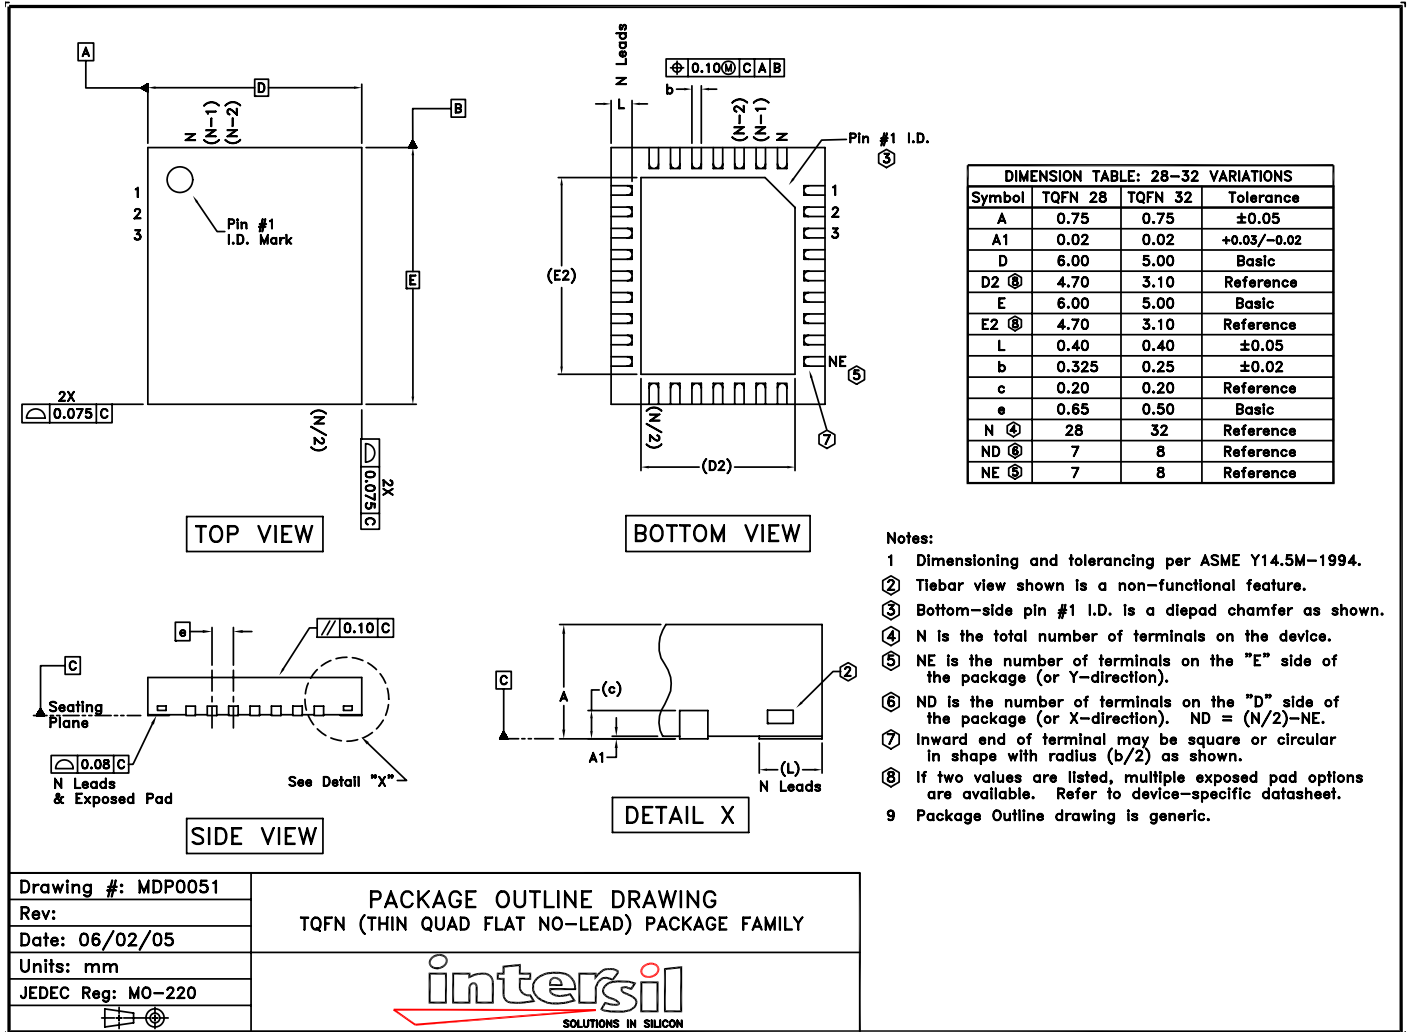 A
D
B
N
(N-1)
(N-2)
1
2
3
Pin #1
I.D. Mark
E
2X
0.075 C
(N/2)
2X
0.075 C
TOP VIEW
N Leads
L
b
⌖ 0.10Ⓜ C A B
(N-2)
(N-1)
N
Pin #1 I.D.
3
1
2
3
(E2)
NE
5
7
(N/2)
(D2)
BOTTOM VIEW
DIMENSION TABLE: 28-32 VARIATIONS
Symbol TQFN 28 TQFN 32 Tolerance
A 0.75 0.75 ±0.05
A1 0.02 0.02 +0.03/-0.02
D 6.00 5.00 Basic
D2 8 4.70 3.10 Reference
E 6.00 5.00 Basic
E2 8 4.70 3.10 Reference
L 0.40 0.40 ±0.05
b 0.325 0.25 ±0.02
c 0.20 0.20 Reference
e 0.65 0.50 Basic
N 4 28 32 Reference
ND 6 7 8 Reference
NE 5 7 8 Reference
Notes:
1 Dimensioning and tolerancing per ASME Y14.5M-1994.
2 Tiebar view shown is a non-functional feature.
3 Bottom-side pin #1 I.D. is a diepad chamfer as shown.
4 N is the total number of terminals on the device.
5 NE is the number of terminals on the "E" side of
the package (or Y-direction).
6 ND is the number of terminals on the "D" side of
the package (or X-direction). ND = (N/2)-NE.
7 Inward end of terminal may be square or circular
in shape with radius (b/2) as shown.
8 If two values are listed, multiple exposed pad options
are available. Refer to device-specific datasheet.
9 Package Outline drawing is generic.
e
// 0.10 C
C
Seating
Plane
0.08 C
N Leads
& Exposed Pad
See Detail "X"
SIDE VIEW
C
A
(c)
2
A1
(L)
N Leads
DETAIL X
Drawing #: MDP0051
Rev:
Date: 06/02/05
Units: mm
JEDEC Reg: MO-220
PACKAGE OUTLINE DRAWING
TQFN (THIN QUAD FLAT NO-LEAD) PACKAGE FAMILY
intersil
SOLUTIONS IN SILICON